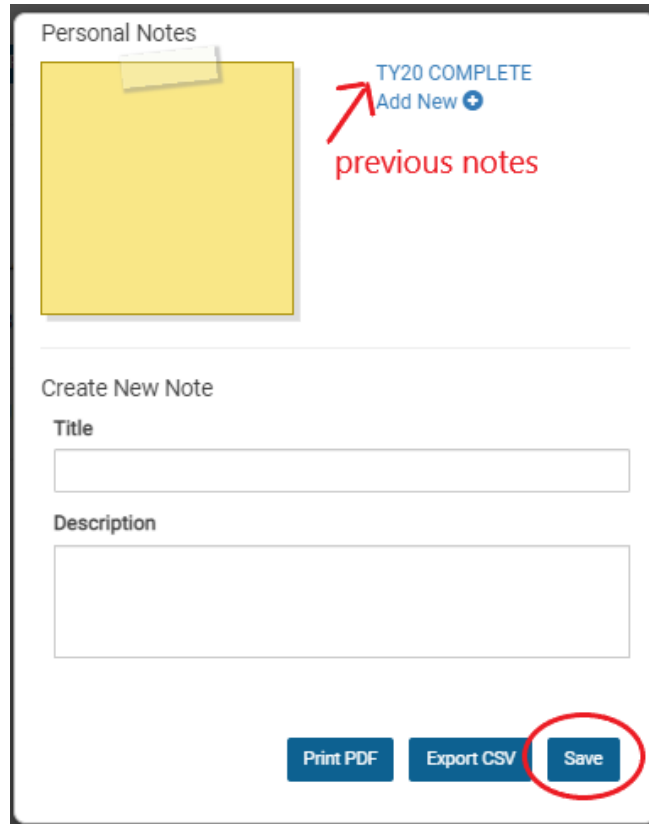 Personal Notes
TY20 COMPLETE
Add New
previous notes
Create New Note
Title
Description
Print PDF Export CSV Save